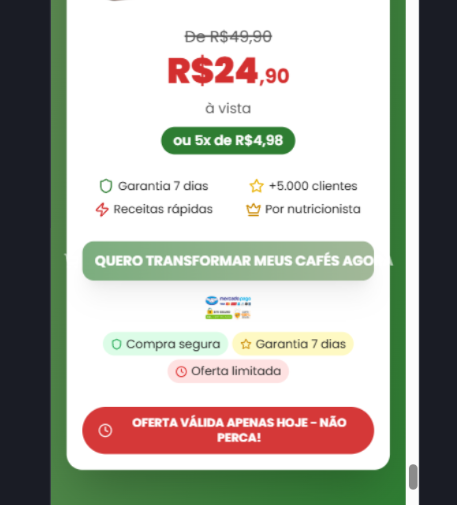 De R$49,90
R$24,90
à vista
ou 5x de R$4,98
Garantia 7 dias
+5.000 clientes
Receitas rápidas
Por nutricionista
QUERO TRANSFORMAR MEUS CAFÉS AGORA
mercado pago
Compra segura
Garantia 7 dias
Oferta limitada
OFERTA VÁLIDA APENAS HOJE - NÃO
PERCA!